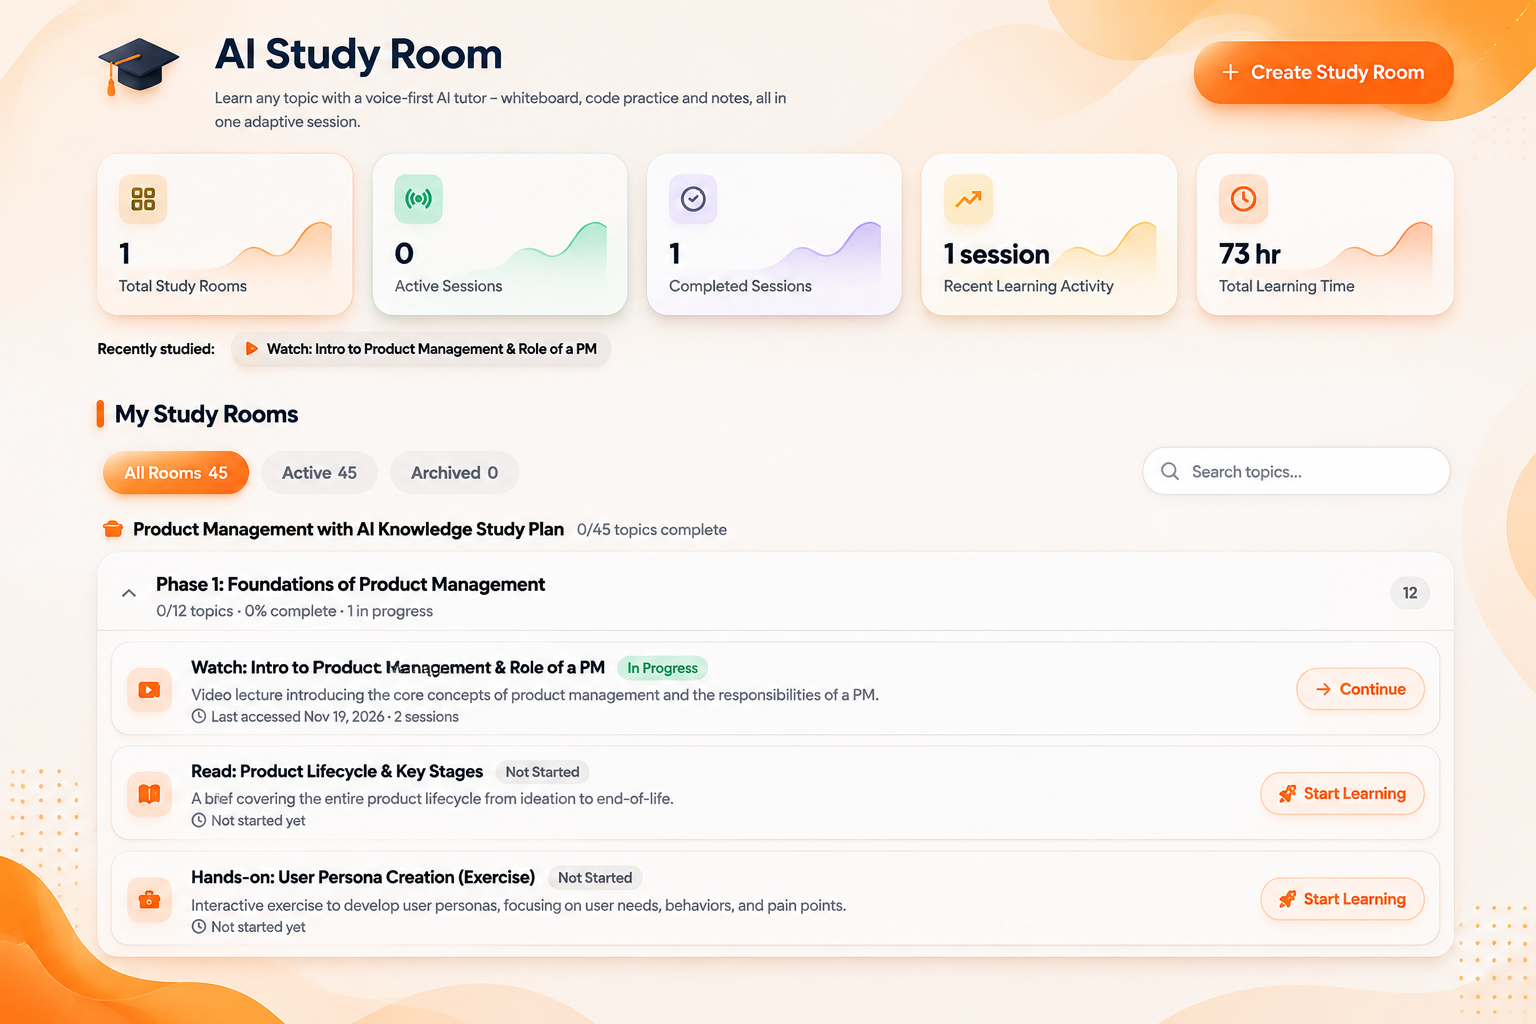 AI Study Room
Learn any topic with a voice-first AI tutor – whiteboard, code practice and notes, all in
one adaptive session.
+ Create Study Room
1
Total Study Rooms
0
Active Sessions
1
Completed Sessions
1 session
Recent Learning Activity
73 hr
Total Learning Time
Recently studied:
Watch: Intro to Product Management & Role of a PM
My Study Rooms
All Rooms 45
Active 45
Archived 0
Search topics...
Product Management with AI Knowledge Study Plan 0/45 topics complete
Phase 1: Foundations of Product Management
0/12 topics · 0% complete · 1 in progress
12
Watch: Intro to Product Management & Role of a PM In Progress
Video lecture introducing the core concepts of product management and the responsibilities of a PM.
Last accessed Nov 19, 2026 · 2 sessions
Continue
Read: Product Lifecycle & Key Stages Not Started
A brief covering the entire product lifecycle from ideation to end-of-life.
Not started yet
Start Learning
Hands-on: User Persona Creation (Exercise) Not Started
Interactive exercise to develop user personas, focusing on user needs, behaviors, and pain points.
Not started yet
Start Learning